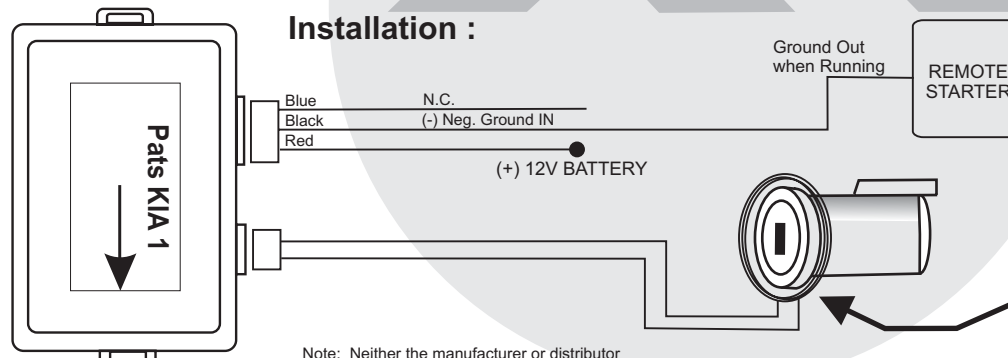 Installation :
Ground Out
when Running
REMOTE
STARTER
Blue N.C.
Black (-) Neg. Ground IN
Red
(+) 12V BATTERY
Pats KIA 1
Note: Neither the manufacturer or distributor